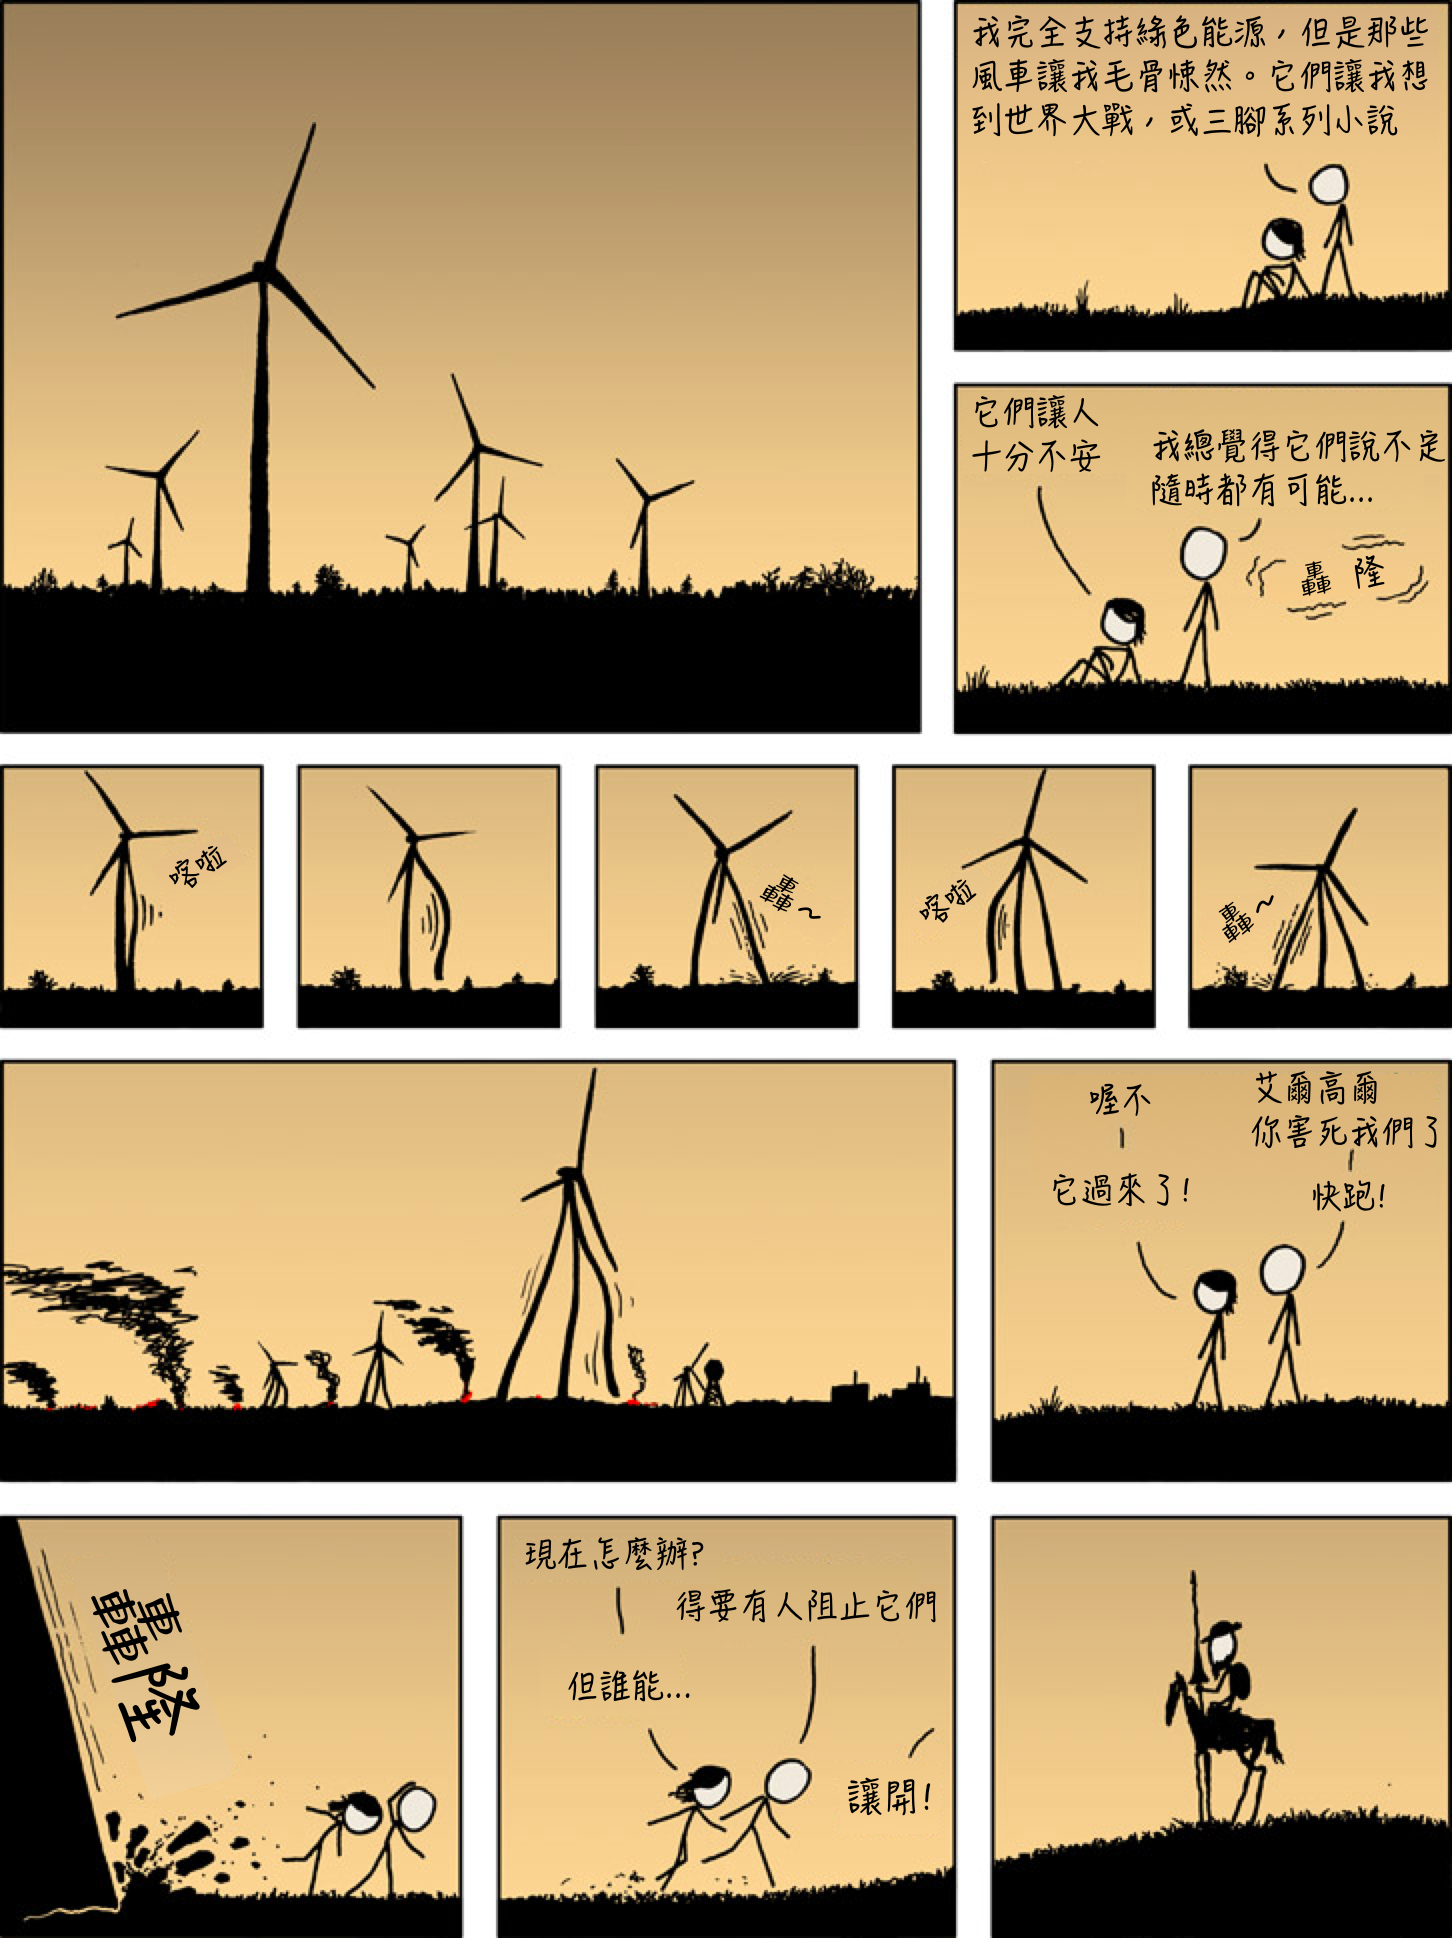 我完全支持綠色能源，但是那些
風車讓我毛骨悚然。它們讓我想
到世界大戰，或三腳系列小說
它們讓人
十分不安
我總覺得它們說不定
隨時都有可能...
轟隆
喀啦
轟~
喀啦
轟~
喔不
它過來了!
艾爾高爾
你害死我們了
快跑!
轟隆
現在怎麼辦?
得要有人阻止它們
但誰能...
讓開!